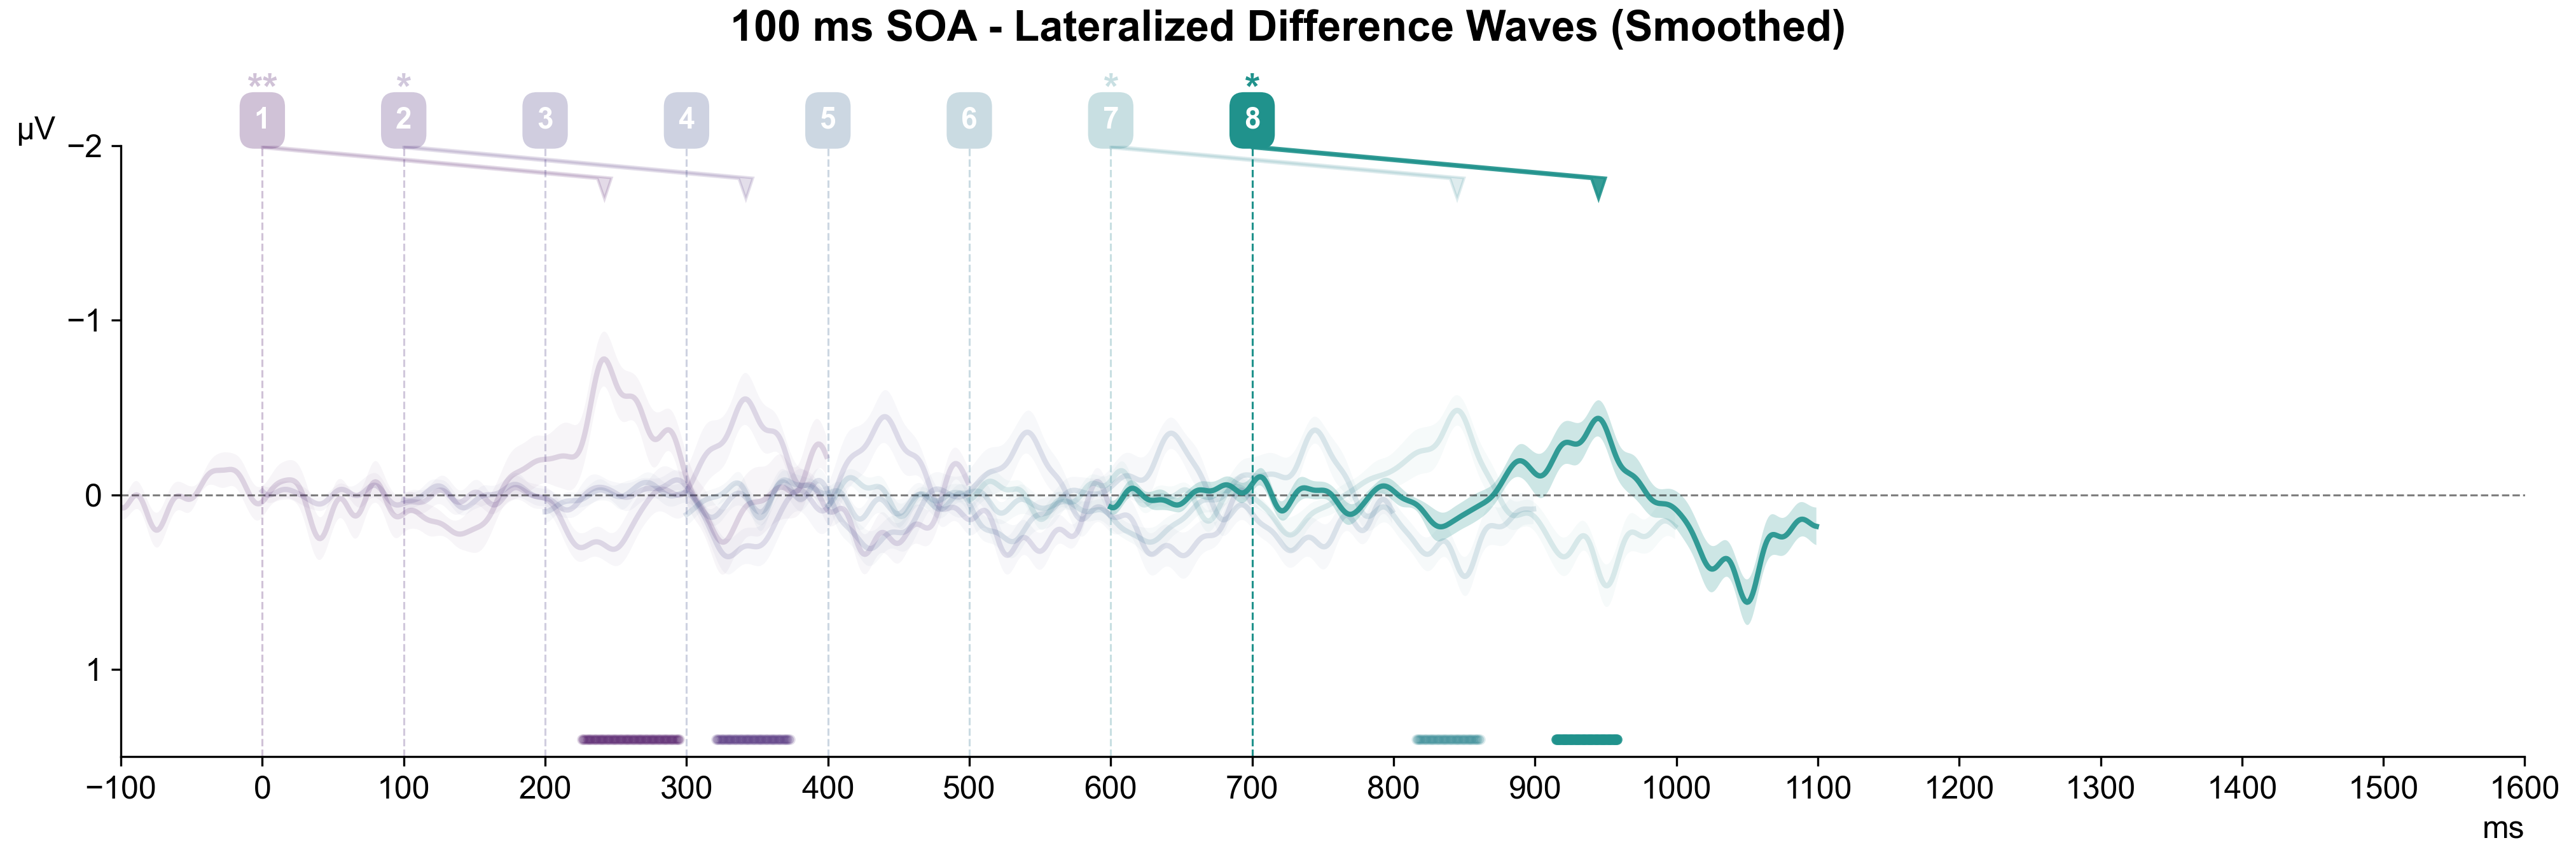 100 ms SOA - Lateralized Difference Waves (Smoothed)
** * * *
1 2 3 4 5 6 7 8
µV
−2
−1
0
1
−100 0 100 200 300 400 500 600 700 800 900 1000 1100 1200 1300 1400 1500 1600
ms